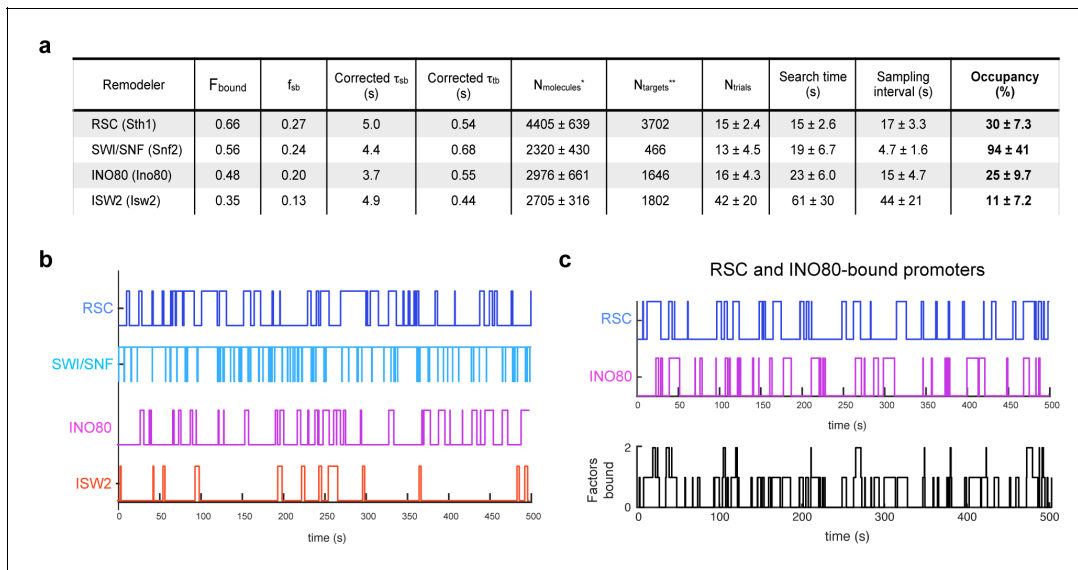 a
Remodeler F_bound f_sb Corrected τ_sb (s) Corrected τ_tb (s) N_molecules* N_targets** N_trials Search time (s) Sampling interval (s) Occupancy (%)
RSC (Sth1) 0.66 0.27 5.0 0.54 4405 ± 639 3702 15 ± 2.4 15 ± 2.6 17 ± 3.3 30 ± 7.3
SWI/SNF (Snf2) 0.56 0.24 4.4 0.68 2320 ± 430 466 13 ± 4.5 19 ± 6.7 4.7 ± 1.6 94 ± 41
INO80 (Ino80) 0.48 0.20 3.7 0.55 2976 ± 661 1646 16 ± 4.3 23 ± 6.0 15 ± 4.7 25 ± 9.7
ISW2 (Isw2) 0.35 0.13 4.9 0.44 2705 ± 316 1802 42 ± 20 61 ± 30 44 ± 21 11 ± 7.2
b
RSC
SWI/SNF
INO80
ISW2
0 50 100 150 200 250 300 350 400 450 500
time (s)
c
RSC and INO80-bound promoters
RSC
INO80
0 50 100 150 200 250 300 350 400 450 500
time (s)
Factors bound
2
0
0 100 200 300 400 500
time (s)